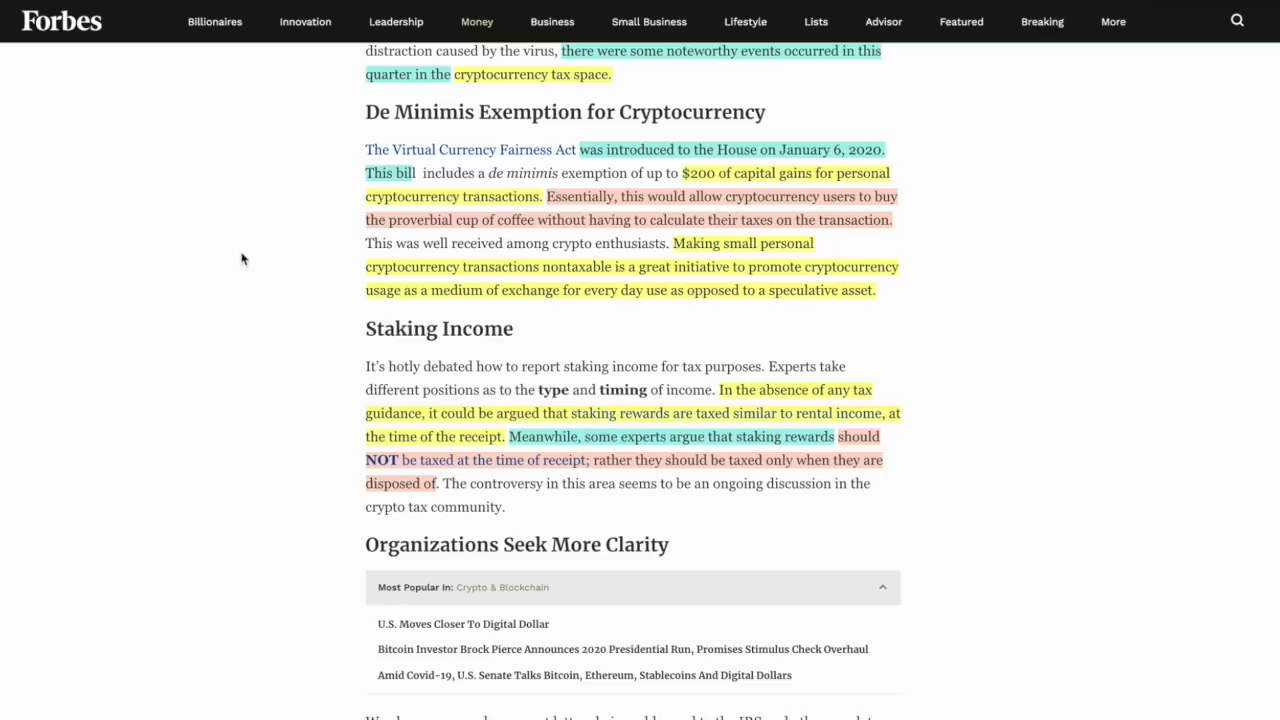 Forbes
Billionaires Innovation Leadership Money Business Small Business Lifestyle Lists Advisor Featured Breaking More
distraction caused by the virus, there were some noteworthy events occurred in this
quarter in the cryptocurrency tax space.
De Minimis Exemption for Cryptocurrency
The Virtual Currency Fairness Act was introduced to the House on January 6, 2020.
This bill includes a de minimis exemption of up to $200 of capital gains for personal
cryptocurrency transactions. Essentially, this would allow cryptocurrency users to buy
the proverbial cup of coffee without having to calculate their taxes on the transaction.
This was well received among crypto enthusiasts. Making small personal
cryptocurrency transactions nontaxable is a great initiative to promote cryptocurrency
usage as a medium of exchange for every day use as opposed to a speculative asset.
Staking Income
It’s hotly debated how to report staking income for tax purposes. Experts take
different positions as to the type and timing of income. In the absence of any tax
guidance, it could be argued that staking rewards are taxed similar to rental income, at
the time of the receipt. Meanwhile, some experts argue that staking rewards should
NOT be taxed at the time of receipt; rather they should be taxed only when they are
disposed of. The controversy in this area seems to be an ongoing discussion in the
crypto tax community.
Organizations Seek More Clarity
Most Popular In: Crypto & Blockchain
U.S. Moves Closer To Digital Dollar
Bitcoin Investor Brock Pierce Announces 2020 Presidential Run, Promises Stimulus Check Overhaul
Amid Covid-19, U.S. Senate Talks Bitcoin, Ethereum, Stablecoins And Digital Dollars